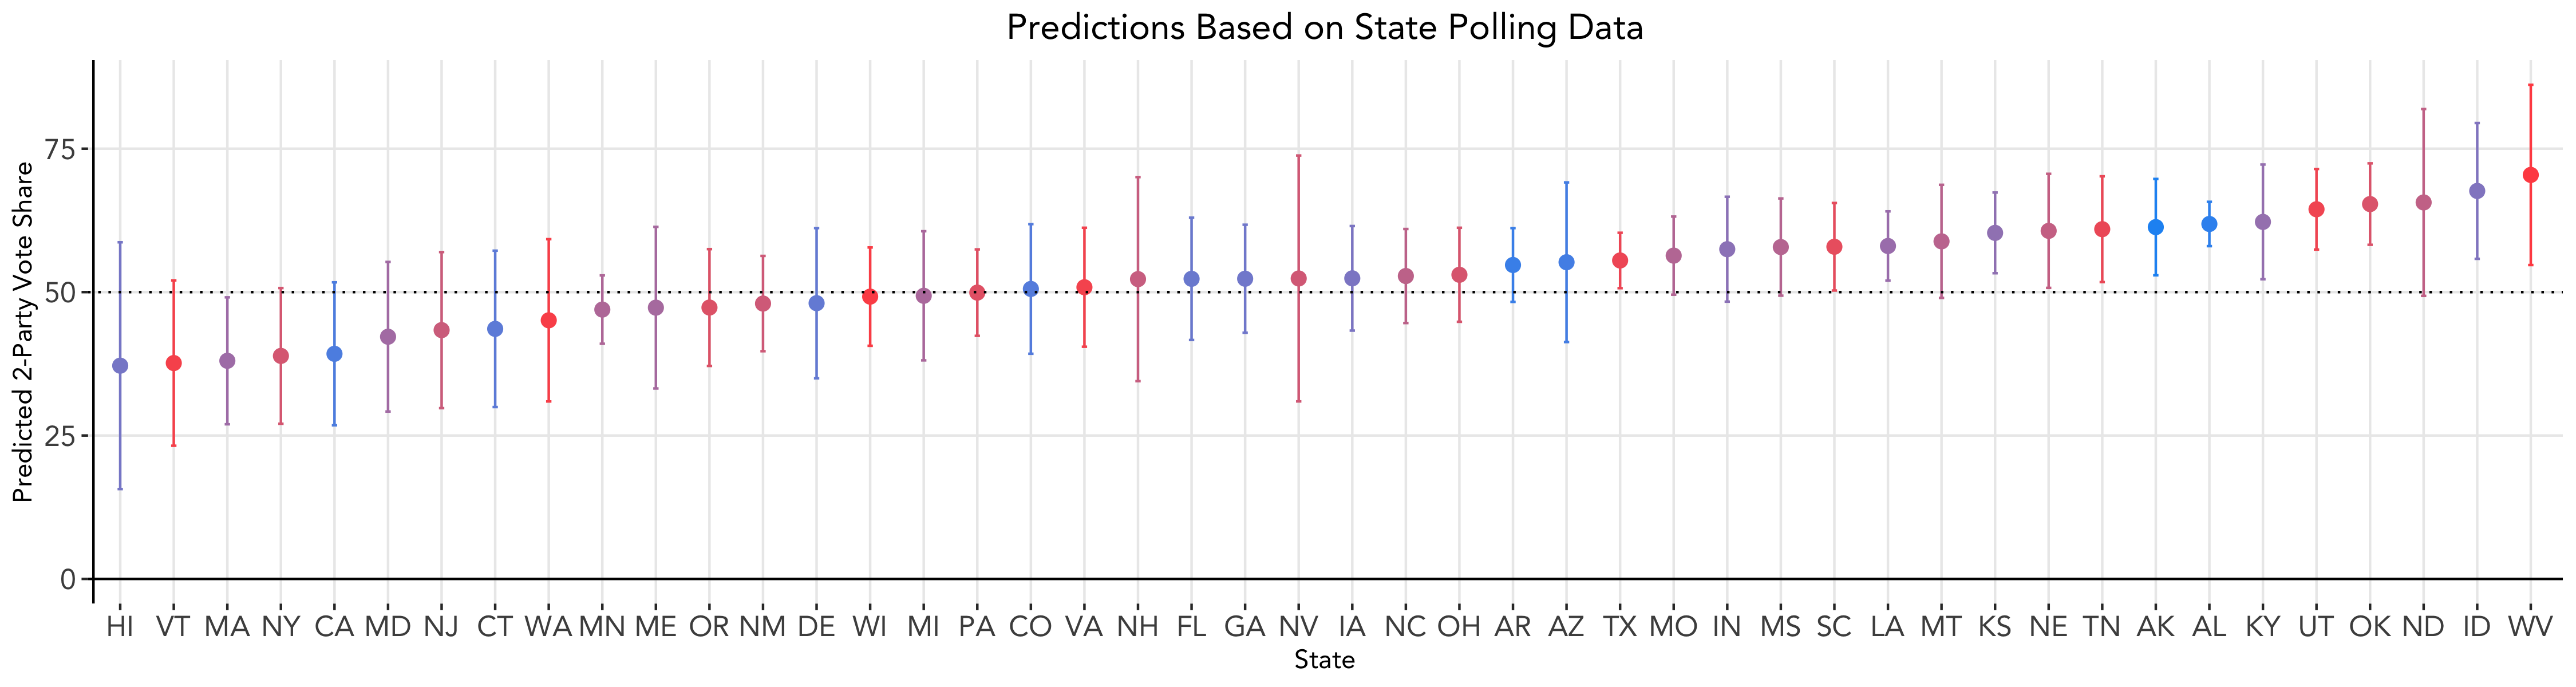 Predictions Based on State Polling Data
Predicted 2-Party Vote Share
75
50
25
0
HI VT MA NY CA MD NJ CT WA MN ME OR NM DE WI MI PA CO VA NH FL GA NV IA NC OH AR AZ TX MO IN MS SC LA MT KS NE TN AK AL KY UT OK ND ID WV
State